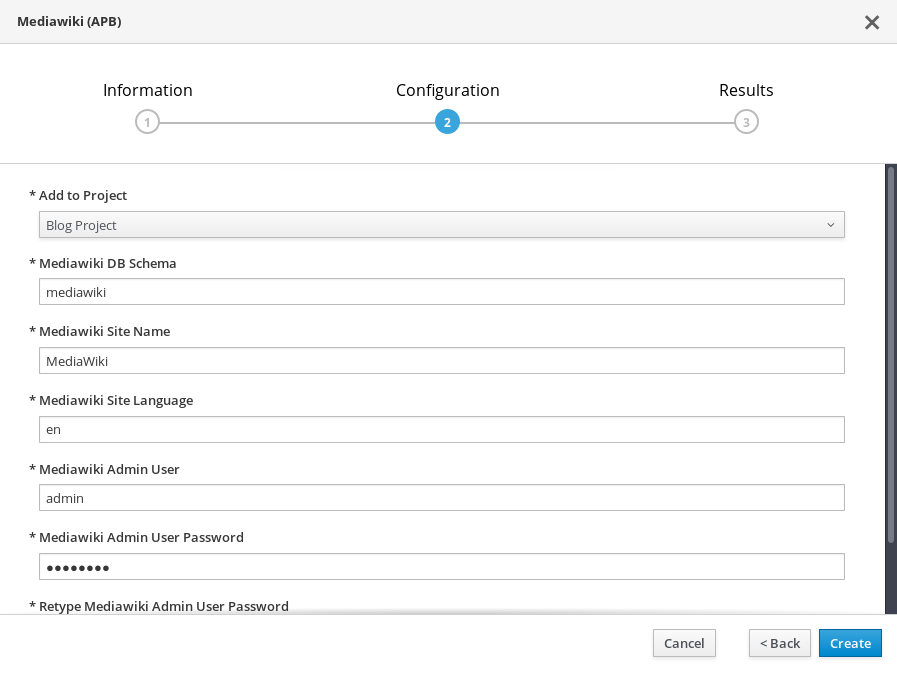 Mediawiki (APB)
Information Configuration Results
1 2 3
* Add to Project
Blog Project
* Mediawiki DB Schema
mediawiki
* Mediawiki Site Name
MediaWiki
* Mediawiki Site Language
en
* Mediawiki Admin User
admin
* Mediawiki Admin User Password
●●●●●●●●
* Retype Mediawiki Admin User Password
Cancel < Back Create